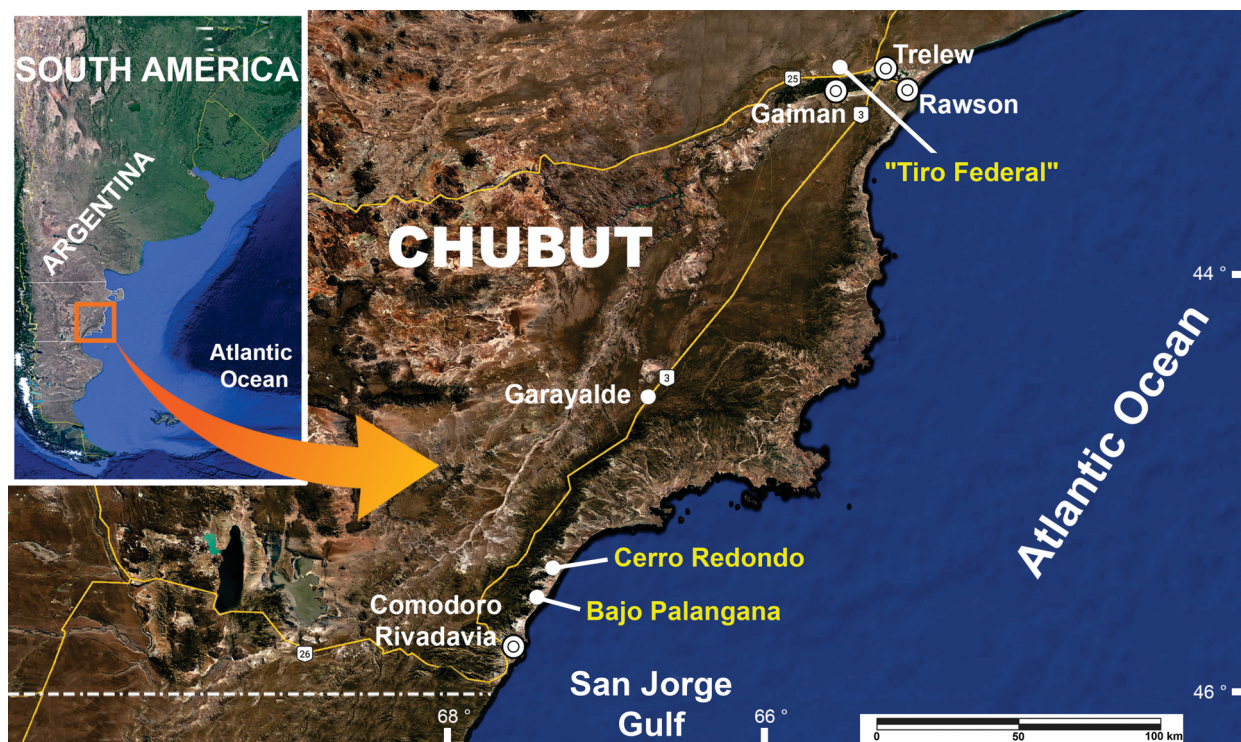 SOUTH AMERICA
ARGENTINA
Atlantic
Ocean
CHUBUT
25
Trelew
Gaiman
3
Rawson
"Tiro Federal"
44 °
Atlantic Ocean
3
Garayalde
Cerro Redondo
Comodoro
Rivadavia
Bajo Palangana
26
San Jorge
Gulf
46 °
68 °
66 °
0
50
100 km